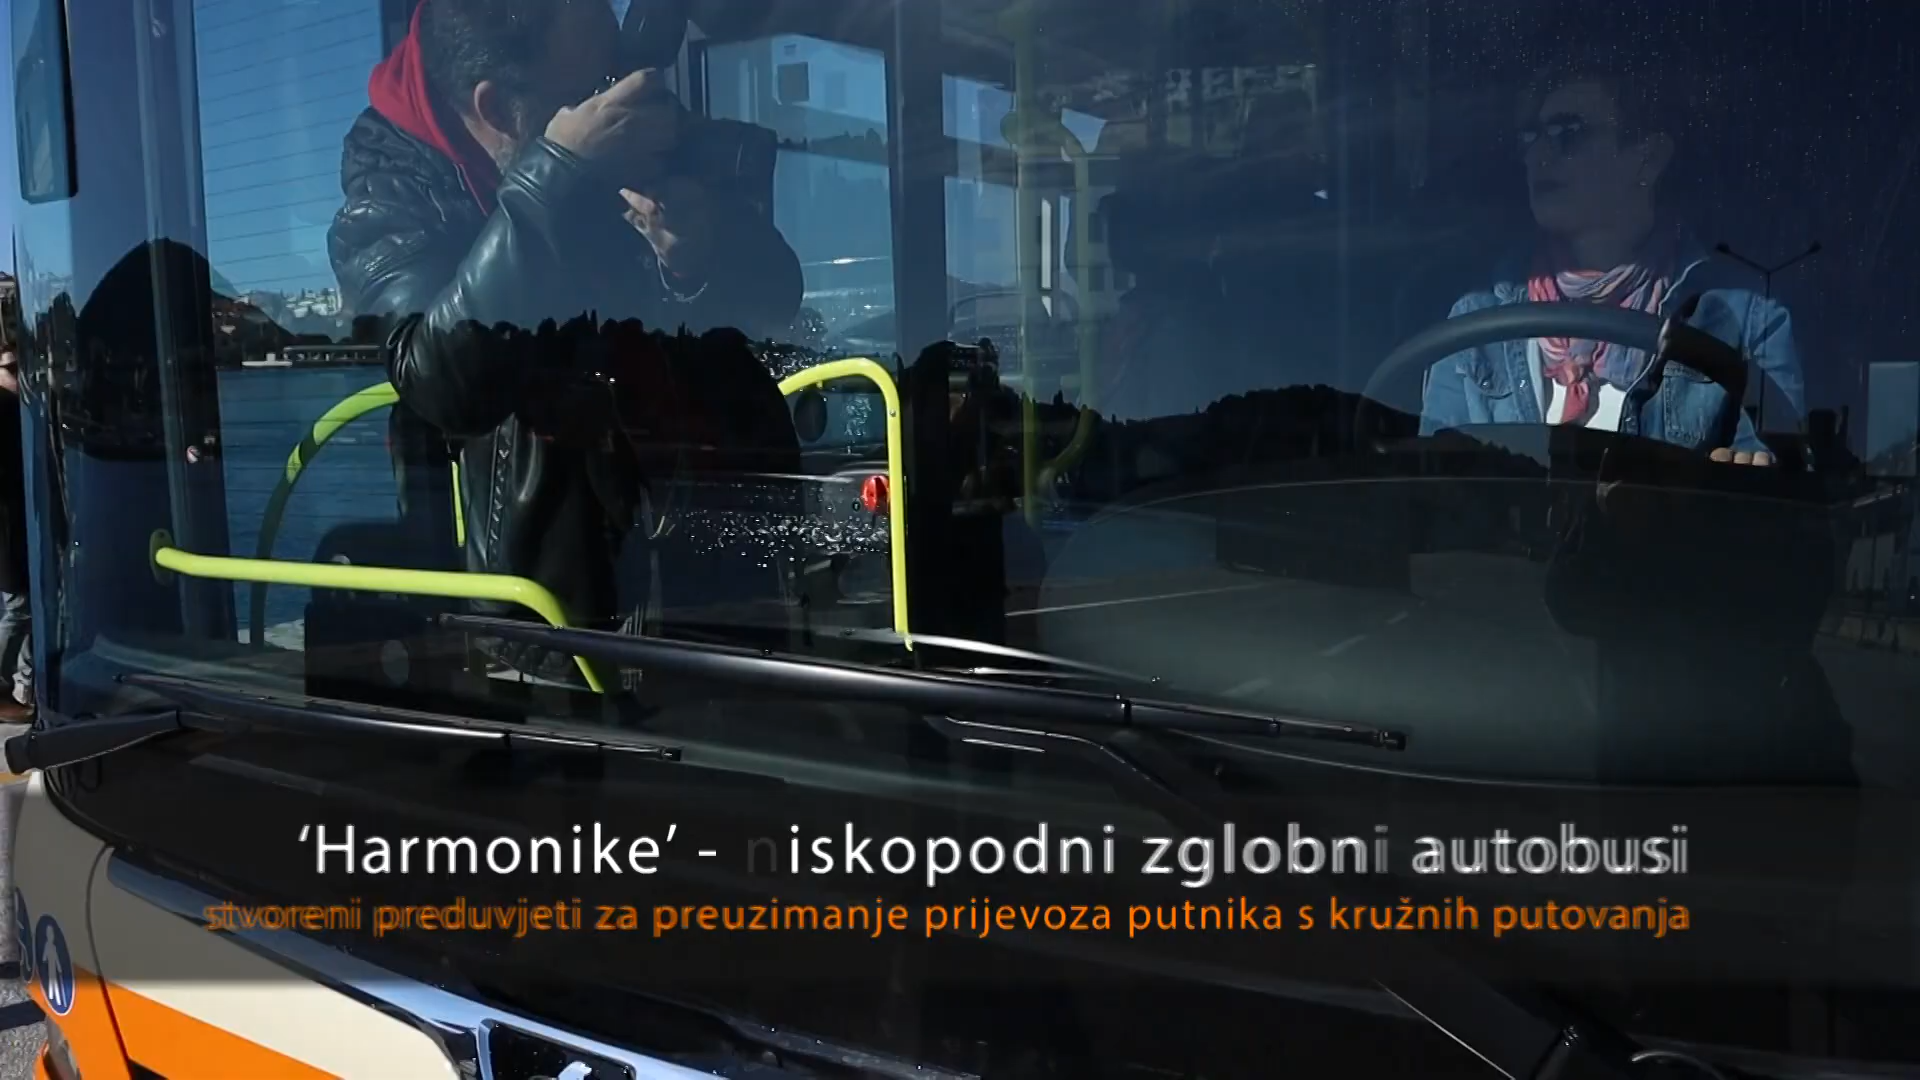 ‘Harmonike’ - niskopodni zglobni autobusi
stvoreni preduvjeti za preuzimanje prijevoza putnika s kružnih putovanja